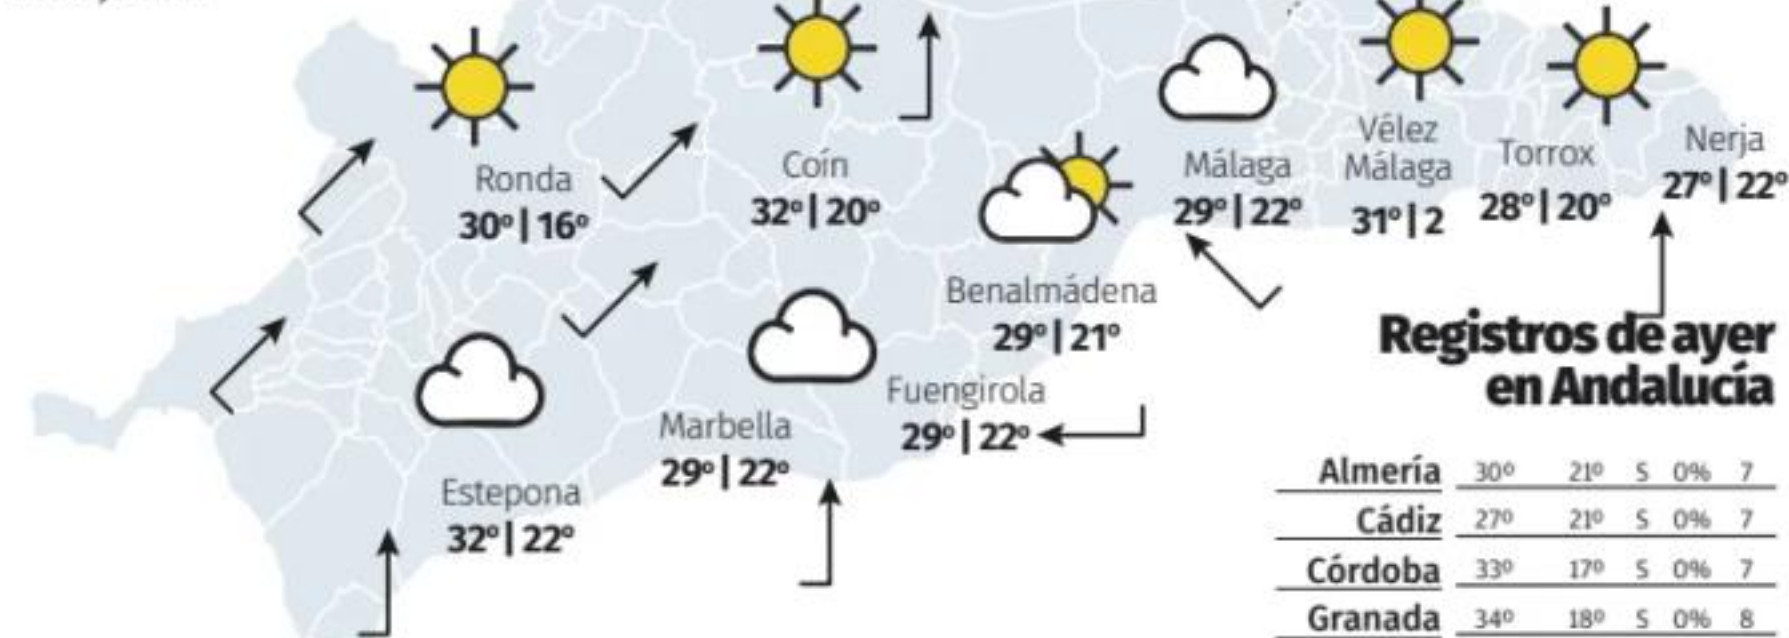 Ronda
30º|16º
Coín
32º|20º
Málaga
29º|22º
Vélez
Málaga
31º|2
Torrox
28º|20º
Nerja
27º|22º
Benalmádena
29º|21º
Fuengirola
29º|22º
Marbella
29º|22º
Estepona
32º|22º
Registros de ayer
en Andalucía
Almería 30º 21º S 0% 7
Cádiz 27º 21º S 0% 7
Córdoba 33º 17º S 0% 7
Granada 34º 18º S 0% 8